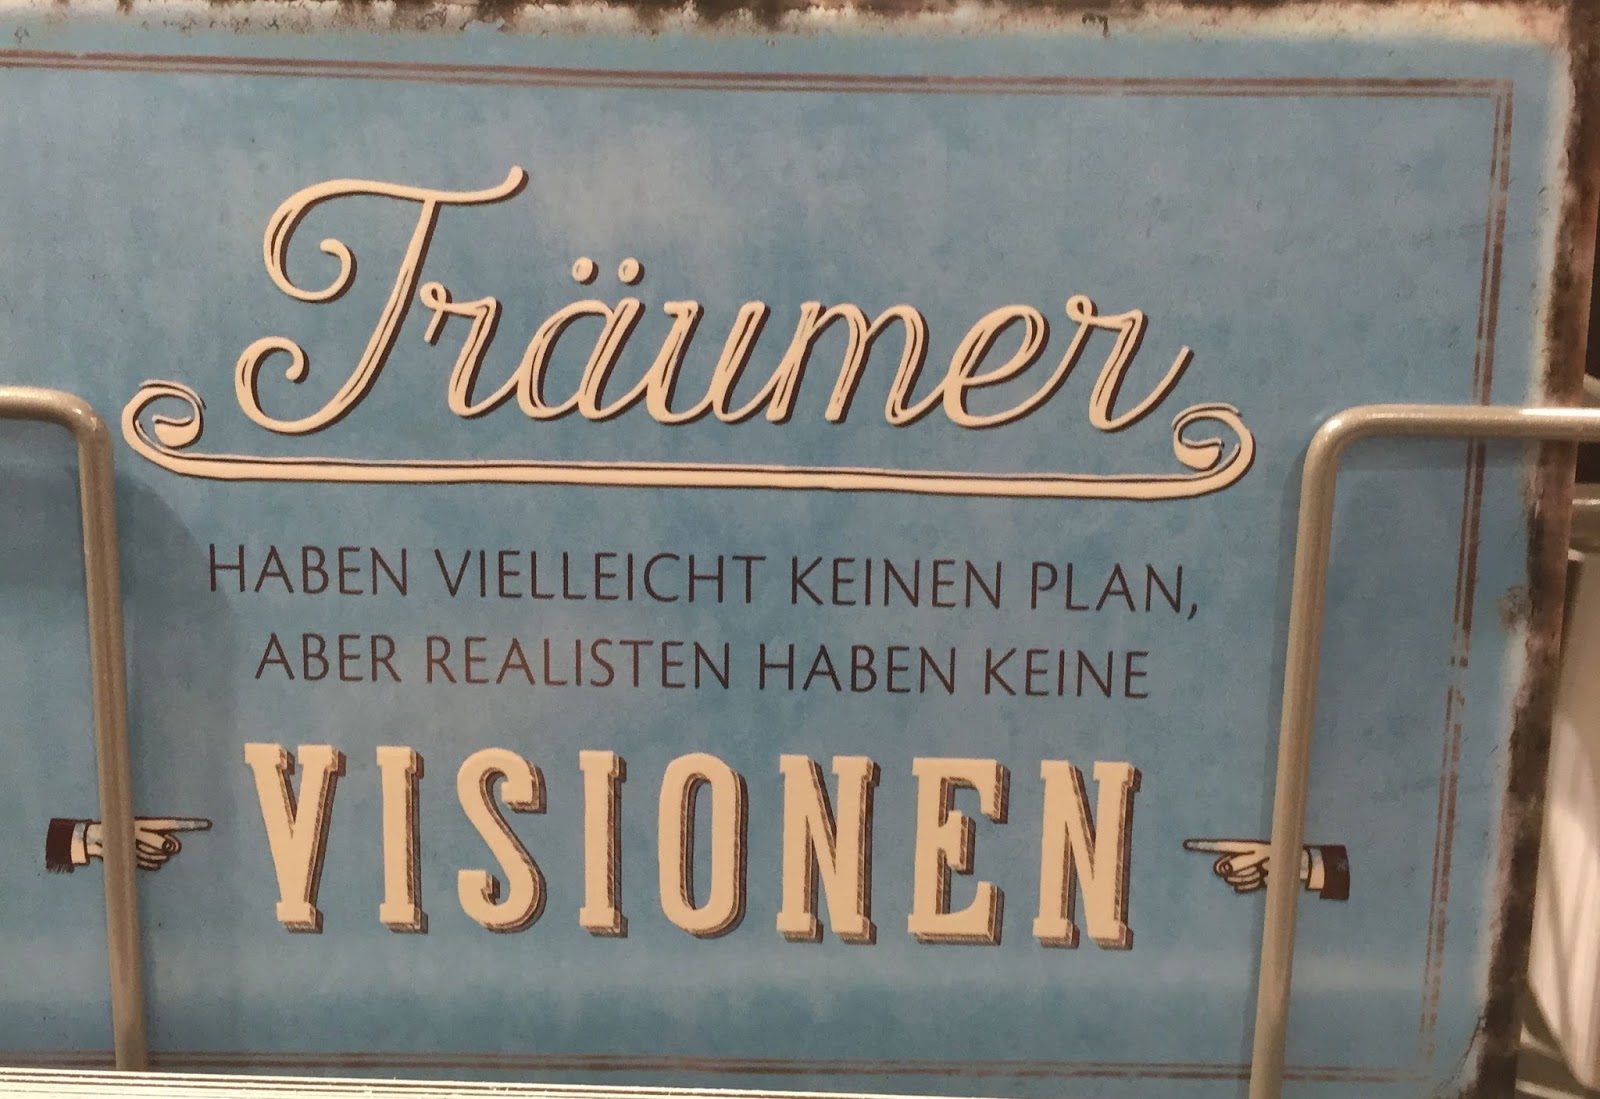 Träumer
HABEN VIELLEICHT KEINEN PLAN,
ABER REALISTEN HABEN KEINE
VISIONEN